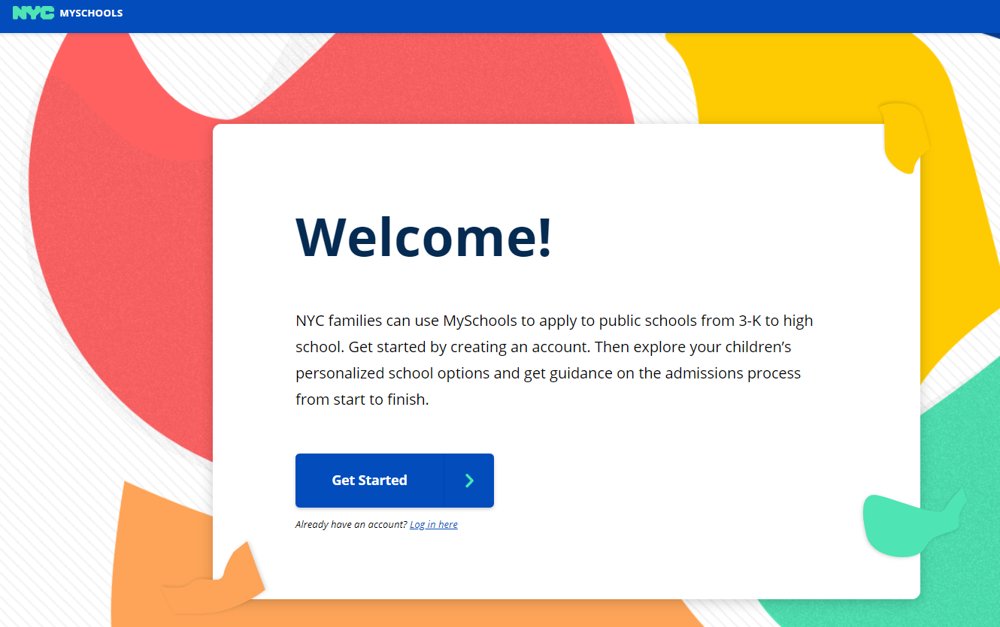 NYC MYSCHOOLS
Welcome!
NYC families can use MySchools to apply to public schools from 3-K to high
school. Get started by creating an account. Then explore your children’s
personalized school options and get guidance on the admissions process
from start to finish.
Get Started
Already have an account? Log in here